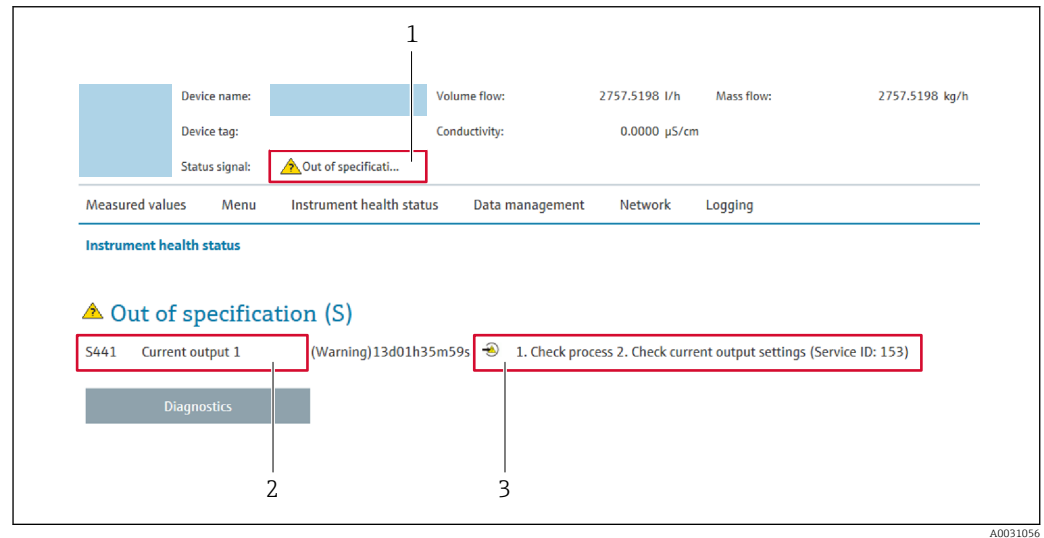 1
Device name: Volume flow: 2757.5198 l/h Mass flow: 2757.5198 kg/h
Device tag: Conductivity: 0.0000 µS/cm
Status signal: Out of specificati...
Measured values Menu Instrument health status Data management Network Logging
Instrument health status
Out of specification (S)
S441 Current output 1 (Warning)13d01h35m59s 1. Check process 2. Check current output settings (Service ID: 153)
Diagnostics
2 3
A0031056